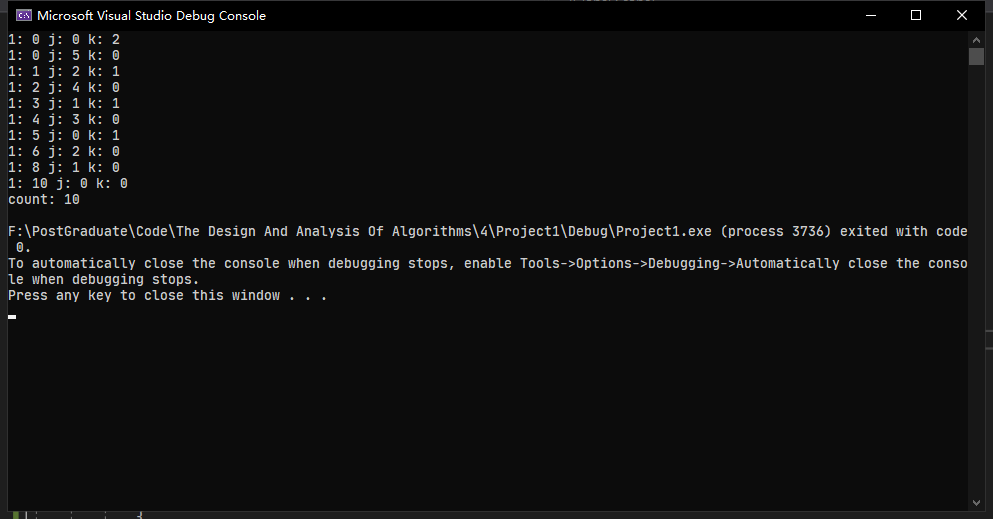 Microsoft Visual Studio Debug Console
1: 0 j: 0 k: 2
1: 0 j: 5 k: 0
1: 1 j: 2 k: 1
1: 2 j: 4 k: 0
1: 3 j: 1 k: 1
1: 4 j: 3 k: 0
1: 5 j: 0 k: 1
1: 6 j: 2 k: 0
1: 8 j: 1 k: 0
1: 10 j: 0 k: 0
count: 10
F:\PostGraduate\Code\The Design And Analysis Of Algorithms\4\Project1\Debug\Project1.exe (process 3736) exited with code
0.
To automatically close the console when debugging stops, enable Tools->Options->Debugging->Automatically close the conso
le when debugging stops.
Press any key to close this window . . .